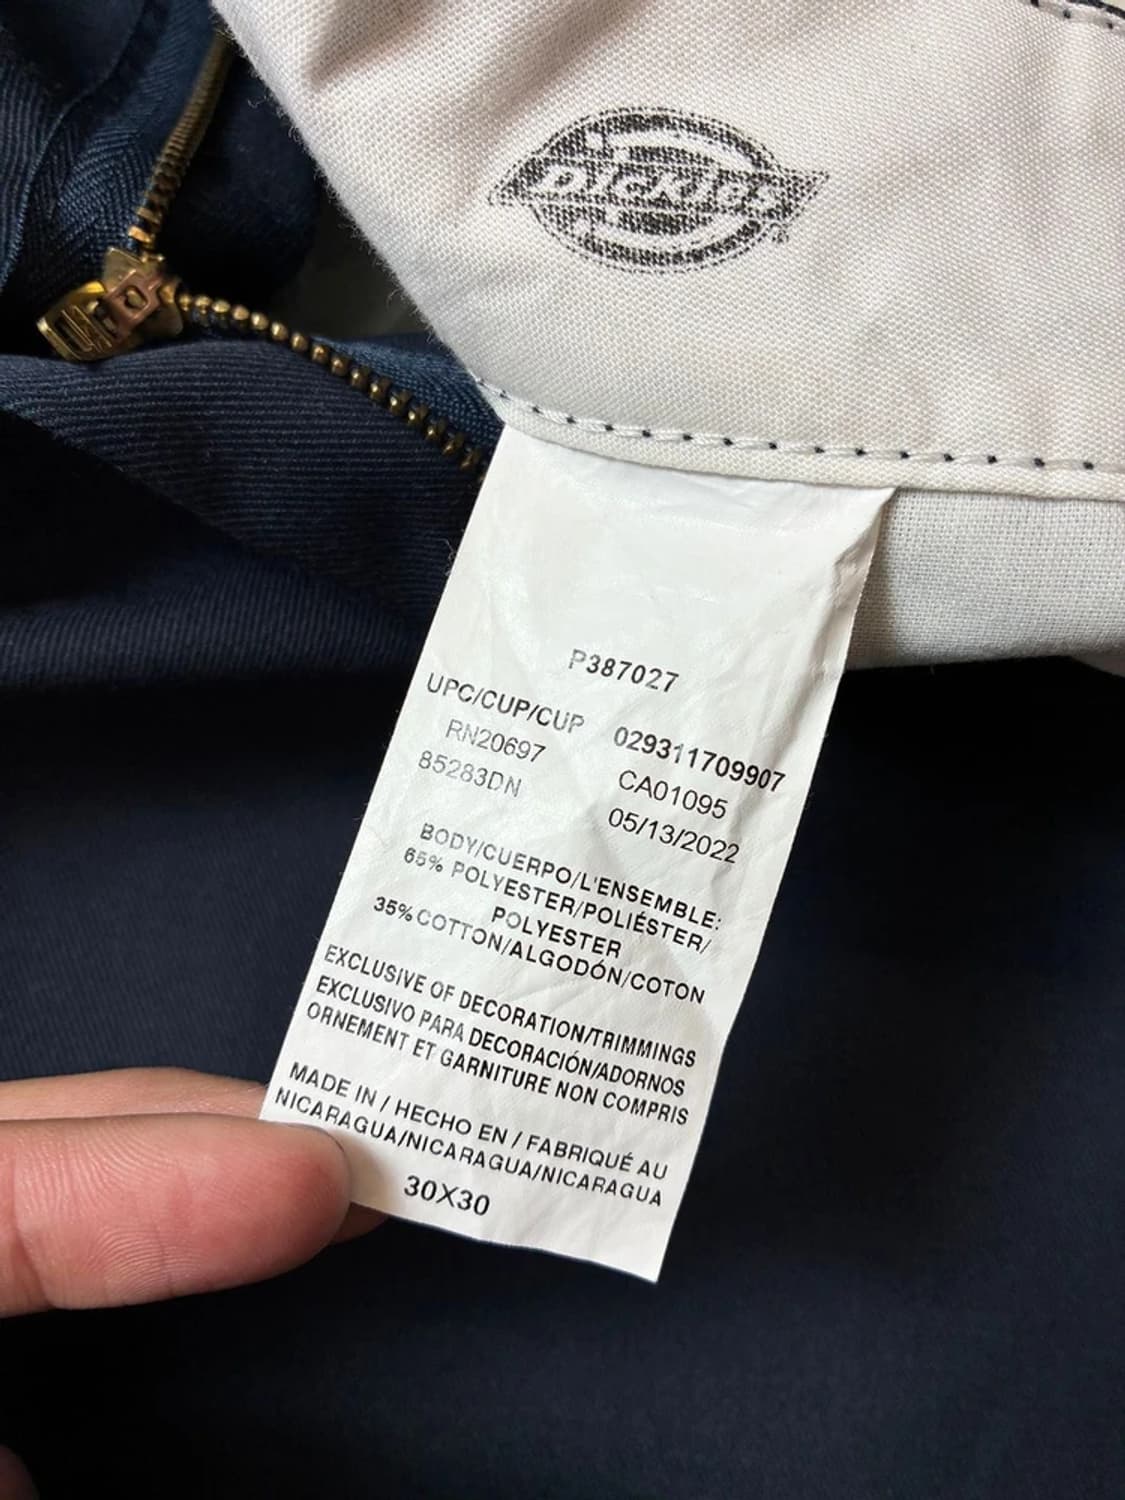 Dickies
®
P387027
UPC/CUP/CUP 029311709907
RN20697 CA01095
85283DN 05/13/2022
BODY/CUERPO/L'ENSEMBLE:
65% POLYESTER/POLIÉSTER/
POLYESTER
35% COTTON/ALGODÓN/COTON
EXCLUSIVE OF DECORATION/TRIMMINGS
EXCLUSIVO PARA DECORACIÓN/ADORNOS
ORNEMENT ET GARNITURE NON COMPRIS
MADE IN / HECHO EN / FABRIQUÉ AU
NICARAGUA/NICARAGUA/NICARAGUA
30X30